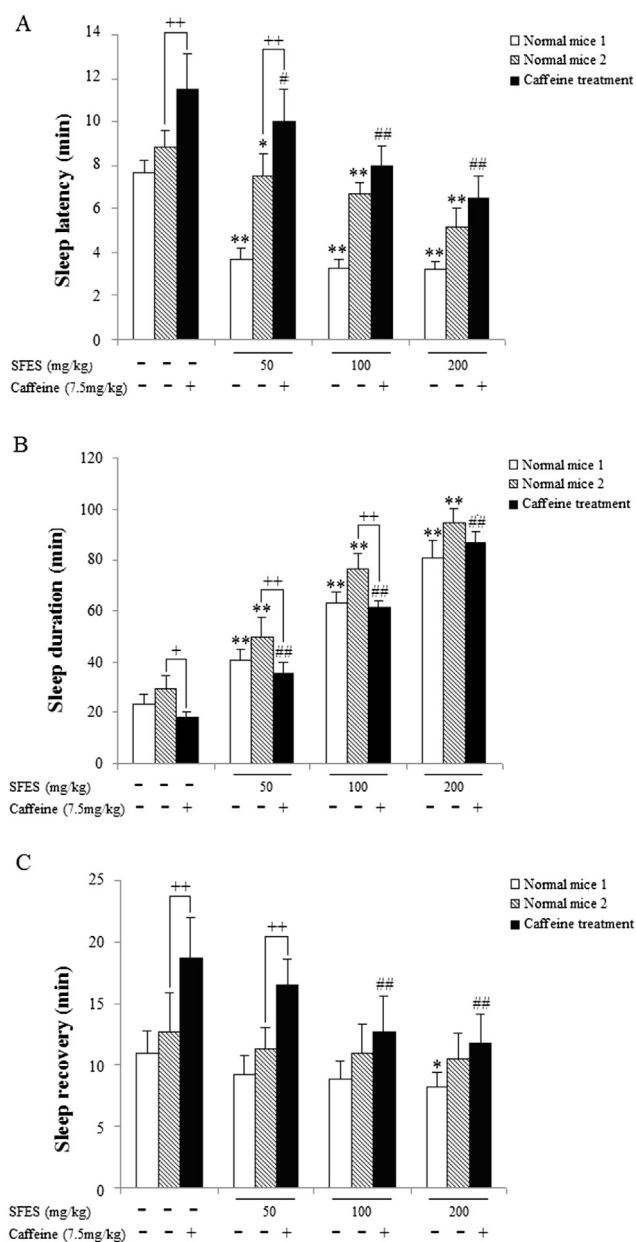 A
Sleep latency (min)
14
12
10
8
6
4
2
0
Normal mice 1
Normal mice 2
Caffeine treatment
++
++
#
*
##
**
##
**
**
**
**
SFES (mg/kg) - - - 50 100 200
Caffeine (7.5mg/kg) - - + - - + - - + - - +
B
Sleep duration (min)
120
100
80
60
40
20
0
Normal mice 1
Normal mice 2
Caffeine treatment
+
++
**
**
##
++
**
**
##
**
**
##
SFES (mg/kg) - - - 50 100 200
Caffeine (7.5mg/kg) - - + - - + - - + - - +
C
Sleep recovery (min)
25
20
15
10
5
0
Normal mice 1
Normal mice 2
Caffeine treatment
++
++
##
##
*
SFES (mg/kg) - - - 50 100 200
Caffeine (7.5mg/kg) - - + - - + - - + - - +